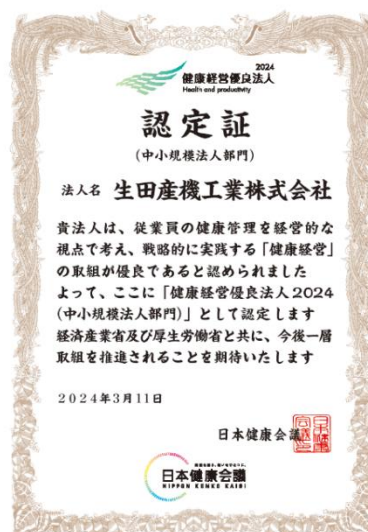 2024
健康経営優良法人
Health and productivity
認定証
(中小規模法人部門)
法人名 生田産機工業株式会社
貴法人は、従業員の健康管理を経営的な
視点で考え、戦略的に実践する「健康経営」
の取組が優良であると認められました
よって、ここに「健康経営優良法人2024
(中小規模法人部門)」として認定します
経済産業省及び厚生労働省と共に、今後一層
取組を推進されることを期待いたします
2024年3月11日
日本健康会議
日本健康会議
NIPPON KENKO KAIGI